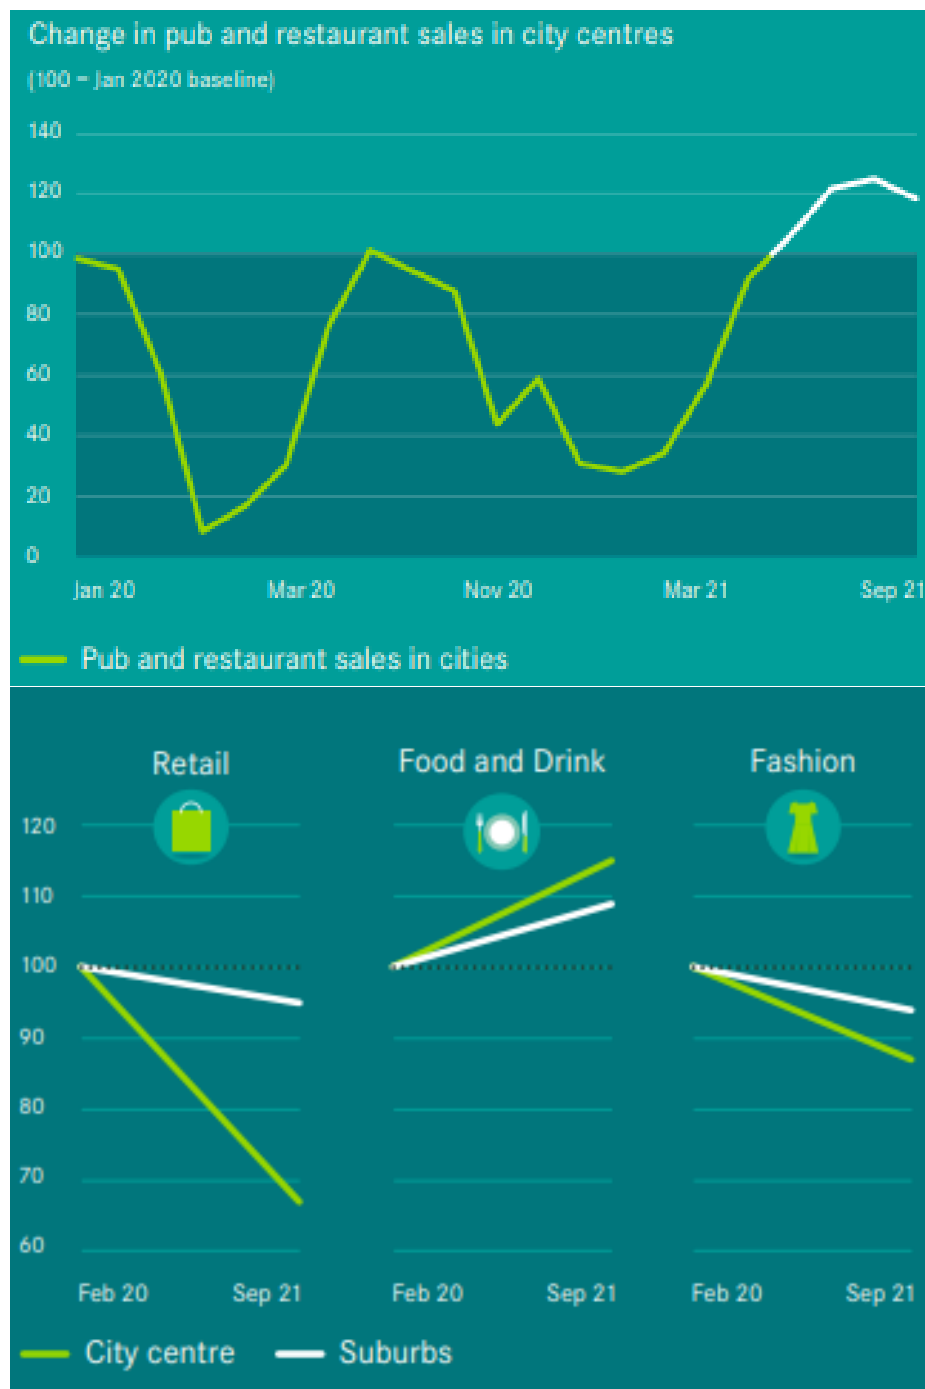 Change in pub and restaurant sales in city centres
(100 = Jan 2020 baseline)
140
120
100
80
60
40
20
0
Jan 20 Mar 20 Nov 20 Mar 21 Sep 21
Pub and restaurant sales in cities
Retail Food and Drink Fashion
120
110
100
90
80
70
60
Feb 20 Sep 21 Feb 20 Sep 21 Feb 20 Sep 21
City centre Suburbs